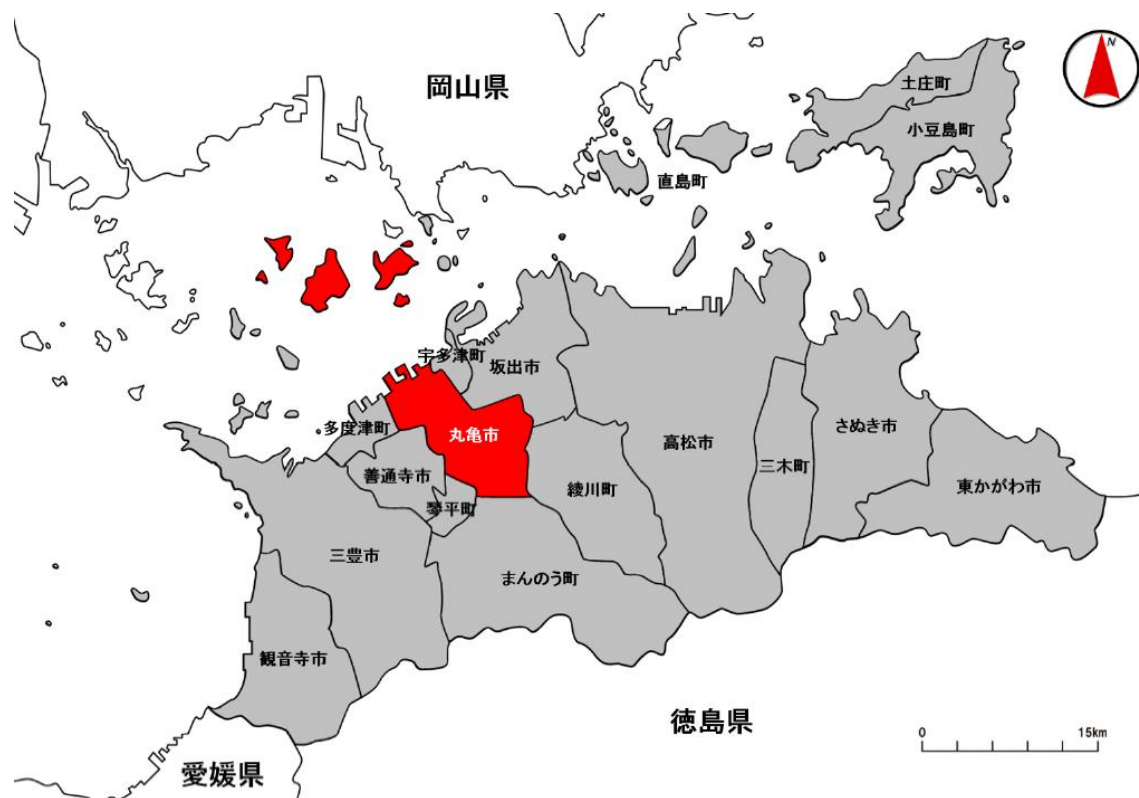 岡山県
N
土庄町
小豆島町
直島町
宇多津町
坂出市
多度津町
丸亀市
高松市
さぬき市
三木町
善通寺市
琴平町
綾川町
東かがわ市
三豊市
まんのう町
観音寺市
徳島県
愛媛県
0 15km